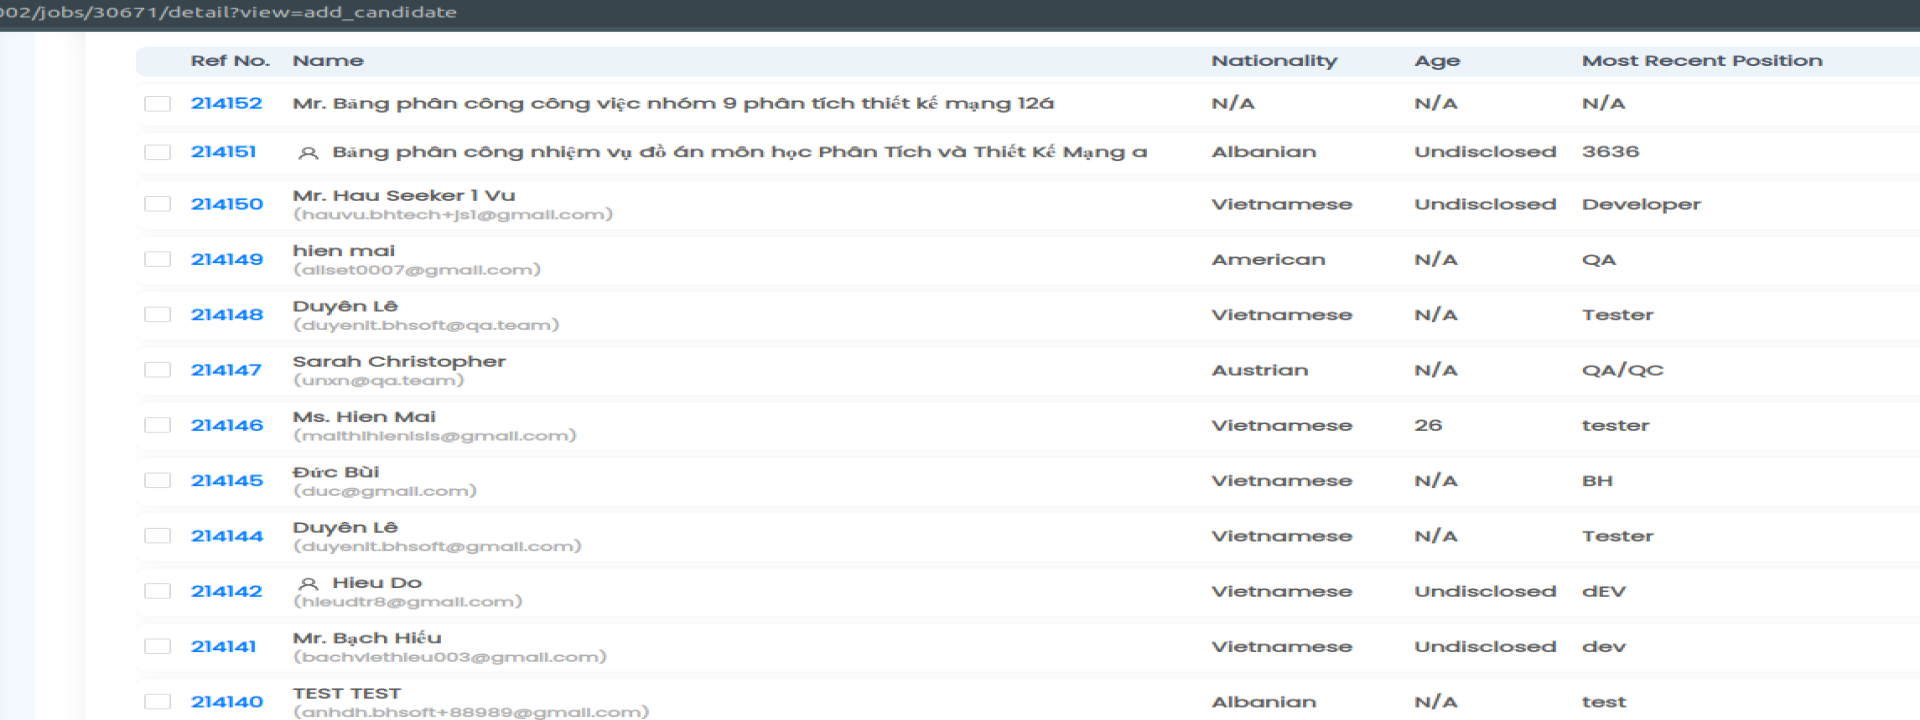 002/jobs/30671/detail?view=add_candidate
Ref No. Name Nationality Age Most Recent Position
214152 Mr. Bảng phân công công việc nhóm 9 phân tích thiết kế mạng 12á N/A N/A N/A
214151 Bảng phân công nhiệm vụ đồ án môn học Phân Tích và Thiết Kế Mạng a Albanian Undisclosed 3636
214150 Mr. Hau Seeker 1 Vu Vietnamese Undisclosed Developer
(hauvu.bhtech+js1@gmail.com)
214149 hien mai American N/A QA
(allset0007@gmail.com)
214148 Duyên Lê Vietnamese N/A Tester
(duyenlt.bhsoft@qa.team)
214147 Sarah Christopher Austrian N/A QA/QC
(unxn@qa.team)
214146 Ms. Hien Mai Vietnamese 26 tester
(maithihienisis@gmail.com)
214145 Đức Bùi Vietnamese N/A BH
(duc@gmail.com)
214144 Duyên Lê Vietnamese N/A Tester
(duyenlt.bhsoft@gmail.com)
214142 Hieu Do Vietnamese Undisclosed dEV
(hieudtr8@gmail.com)
214141 Mr. Bạch Hiếu Vietnamese Undisclosed dev
(bachviethieu003@gmail.com)
214140 TEST TEST Albanian N/A test
(anhdh.bhsoft+88989@gmail.com)